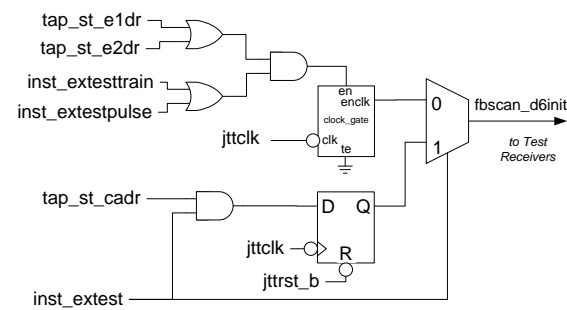 tap_st_e1dr
tap_st_e2dr
inst_extesttrain
inst_extestpulse
en
enclk
clock_gate
jttclk
clk
te
0
1
fbscan_d6init
to Test
Receivers
tap_st_cadr
D
Q
jttclk
R
jttrst_b
inst_extest